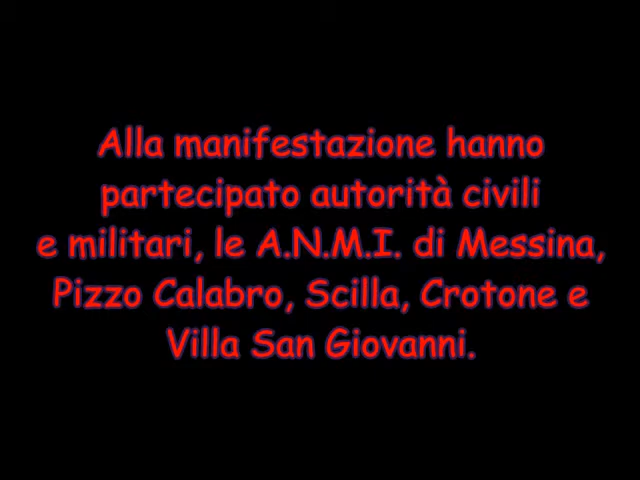 Alla manifestazione hanno
partecipato autorità civili
e militari, le A.N.M.I. di Messina,
Pizzo Calabro, Scilla, Crotone e
Villa San Giovanni.